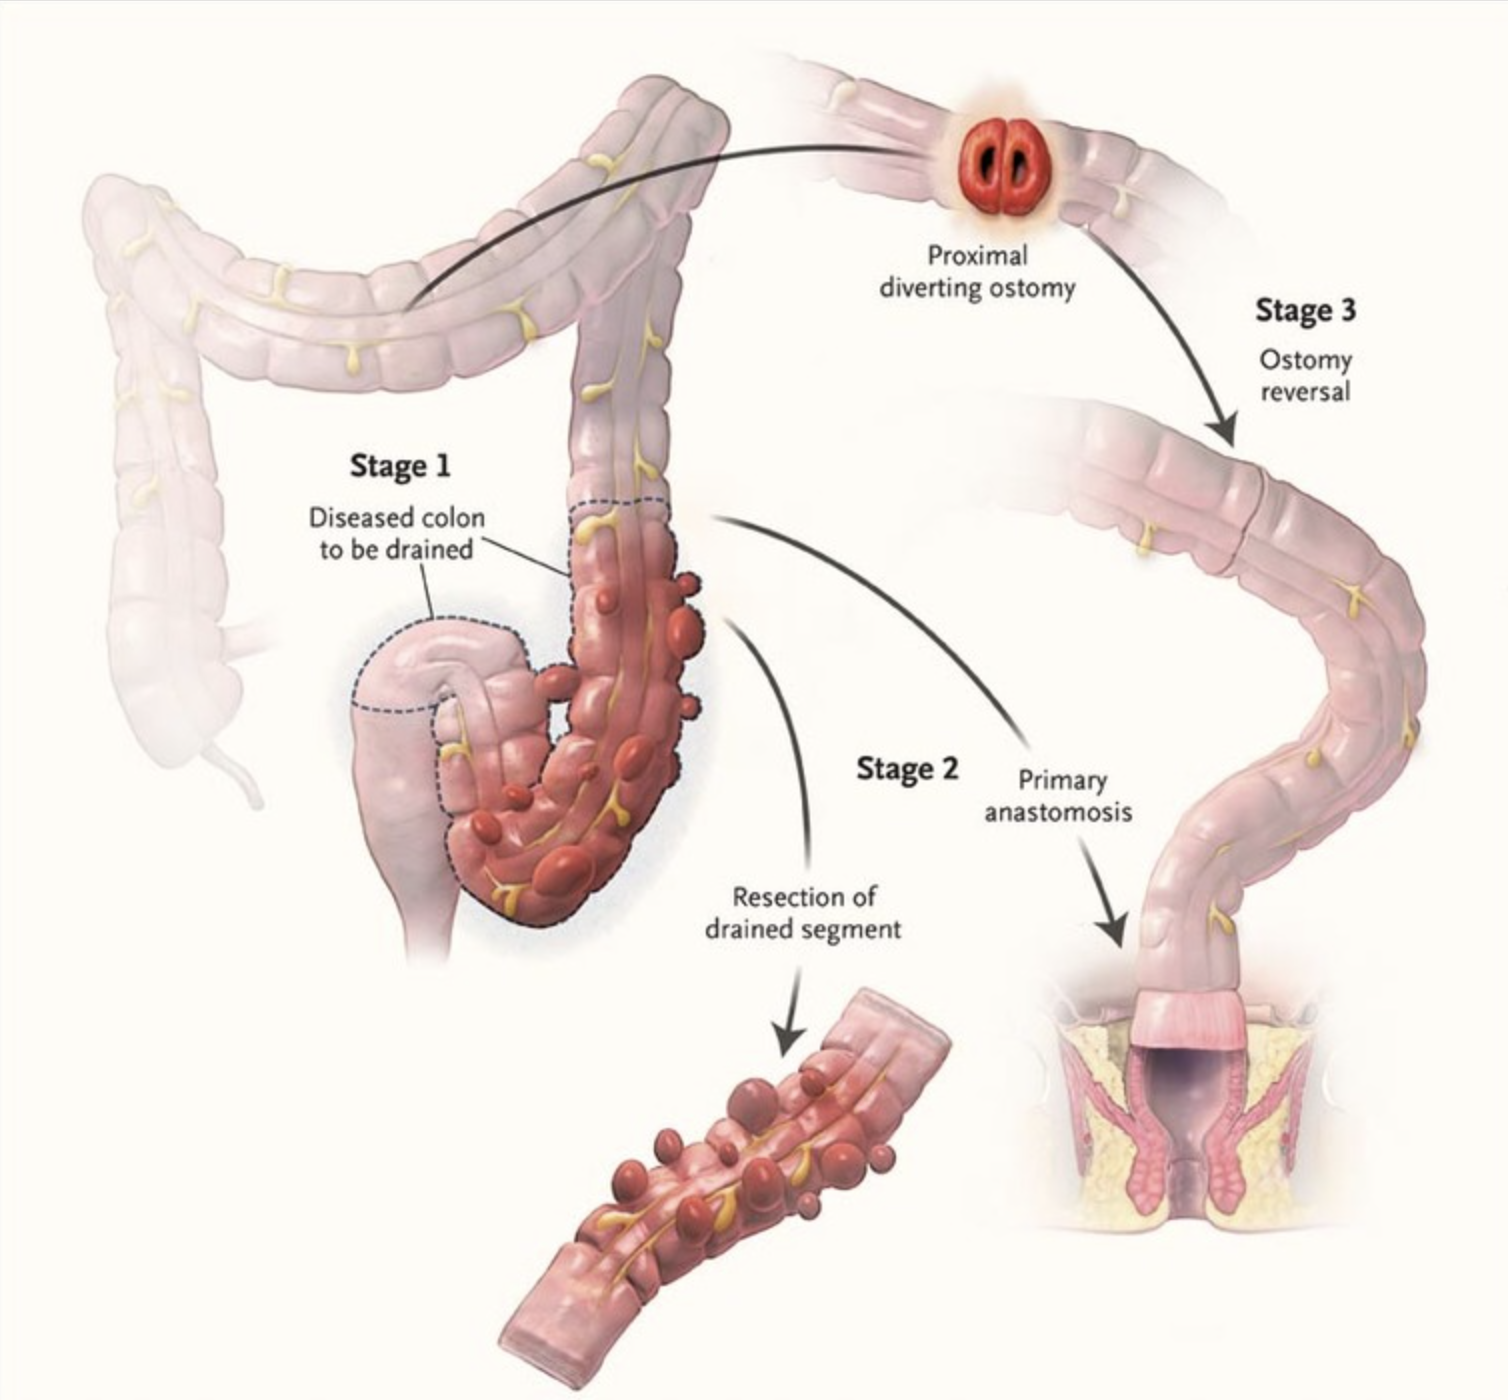 Proximal
diverting ostomy
Stage 3
Ostomy
reversal
Stage 1
Diseased colon
to be drained
Stage 2
Primary
anastomosis
Resection of
drained segment